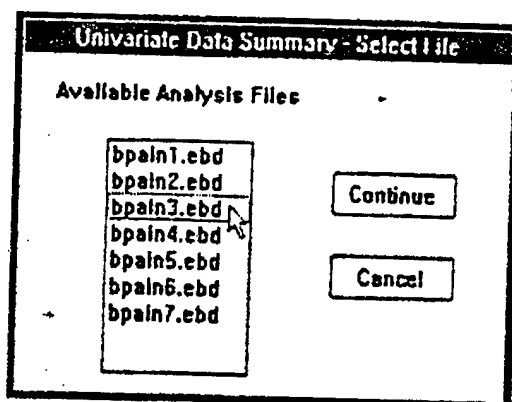 Univariate Data Summary - Select File
Available Analysis Files
bpain1.ebd
bpain2.ebd
bpain3.ebd
bpain4.ebd
bpain5.ebd
bpain6.ebd
bpain7.ebd
Continue
Cancel